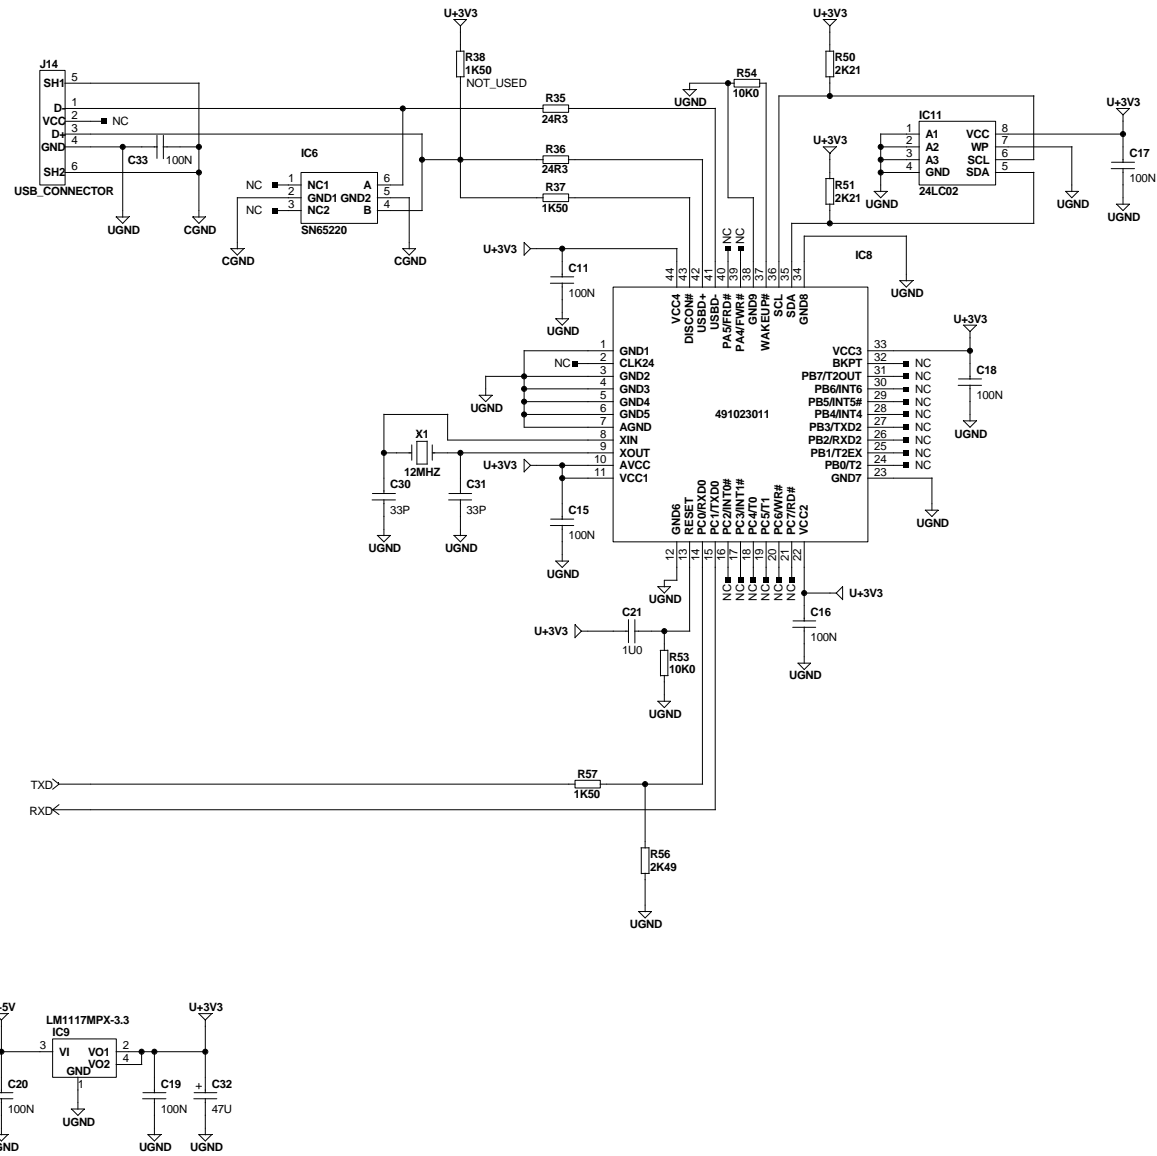 U+3V3
U+3V3
J14
R38
1K50
NOT_USED
R50
2K21
R54
10K0
UGND
SH1 5
D- 1
VCC 2 NC
D+ 3
GND 4
SH2 6
USB_CONNECTOR
C33 100N
UGND
CGND
R35
24R3
R36
24R3
R37
1K50
IC6
NC 1 NC1 A 6
2 GND1 GND2 5
NC 3 NC2 B 4
SN65220
CGND
CGND
U+3V3
R51
2K21
IC11
1 A1 VCC 8
2 A2 WP 7
3 A3 SCL 6
4 GND SDA 5
24LC02
UGND
UGND
U+3V3
C17
100N
UGND
U+3V3
C11
100N
UGND
NC
NC
IC8
UGND
44 43 42 41 40 39 38 37 36 35 34
VCC4
DISCON#
USBD+
USBD-
PA5/FRD#
PA4/FWR#
GND9
WAKEUP#
SCL
SDA
GND8
1 GND1
NC 2 CLK24
3 GND2
4 GND3
5 GND4
6 GND5
7 AGND
8 XIN
9 XOUT
10 AVCC
11 VCC1
UGND
491023011
VCC3 33
BKPT 32 NC
PB7/T2OUT 31 NC
PB6/INT6 30 NC
PB5/INT5# 29 NC
PB4/INT4 28 NC
PB3/TXD2 27 NC
PB2/RXD2 26 NC
PB1/T2EX 25 NC
PB0/T2 24 NC
GND7 23
U+3V3
C18
100N
UGND
UGND
X1
12MHZ
C30
33P
C31
33P
UGND
UGND
U+3V3
C15
100N
UGND
GND6
RESET
PC0/RXD0
PC1/TXD0
PC2/INT0#
PC3/INT1#
PC4/T0
PC5/T1
PC6/WR#
PC7/RD#
VCC2
12 13 14 15 16 17 18 19 20 21 22
NC NC NC NC NC NC
UGND
U+3V3
C16
100N
UGND
U+3V3
C21
1U0
R53
10K0
UGND
TXD
R57
1K50
RXD
R56
2K49
UGND
-5V
U+3V3
LM1117MPX-3.3
IC9
3 VI VO1 2
VO2 4
GND
1
UGND
C20
100N
GND
C19
100N
UGND
+ C32
47U
UGND